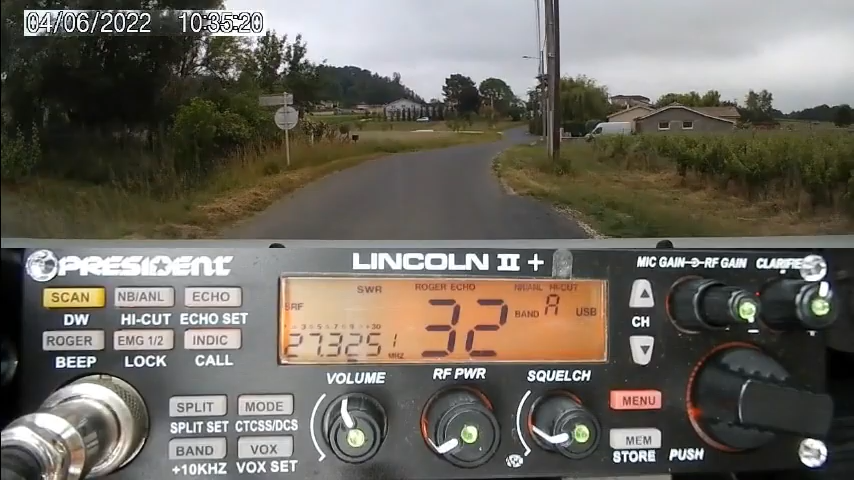 04/06/2022 10:35:20
PRESIDENT LINCOLN II + MIC GAIN RF GAIN CLARIFIER
SCAN NB/ANL ECHO
DW HI-CUT ECHO SET
ROGER EMG 1/2 INDIC
BEEP LOCK CALL
SRF SWR ROGER ECHO NB/ANL HI-CUT
32 BAND A USB
27.3251 MHZ
CH
VOLUME RF PWR SQUELCH
SPLIT MODE
SPLIT SET CTCSS/DCS
BAND VOX
+10KHZ VOX SET
MENU
MEM
STORE PUSH